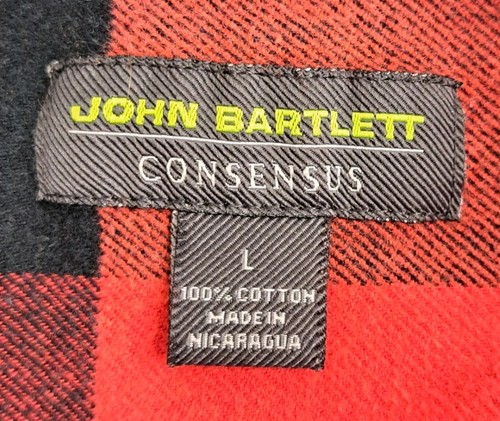 JOHN BARTLETT
CONSENSUS
L
100% COTTON
MADE IN
NICARAGUA